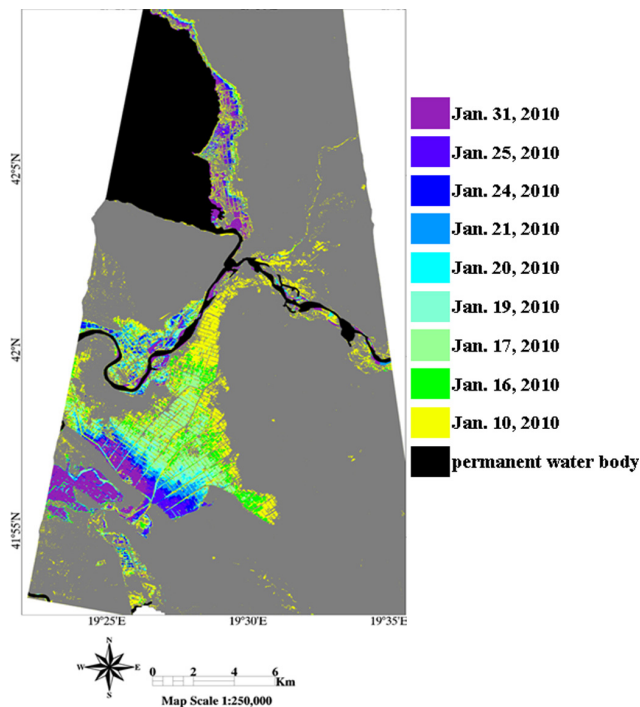 Jan. 31, 2010
Jan. 25, 2010
Jan. 24, 2010
Jan. 21, 2010
Jan. 20, 2010
Jan. 19, 2010
Jan. 17, 2010
Jan. 16, 2010
Jan. 10, 2010
permanent water body
42°5'N
42°N
41°55'N
19°25'E
19°30'E
19°35'E
N
W
E
S
0 2 4 6
Km
Map Scale 1:250,000